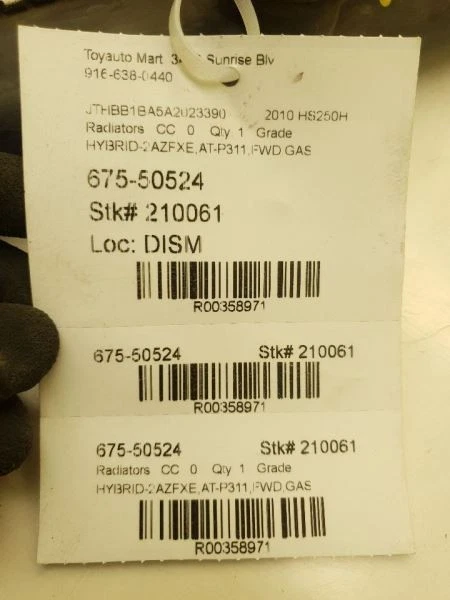 Toyauto Mart Sunrise Blv
916-638-0440
JTHBB1BA5A2023390 2010 HS250H
Radiators CC 0 Qty 1 Grade
HYBRID-2AZFXE,AT-P311,FWD,GAS
675-50524
Stk# 210061
Loc: DISM
R00358971
675-50524 Stk# 210061
R00358971
675-50524 Stk# 210061
Radiators CC 0 Qty 1 Grade
HYBRID-2AZFXE,AT-P311,FWD,GAS
R00358971